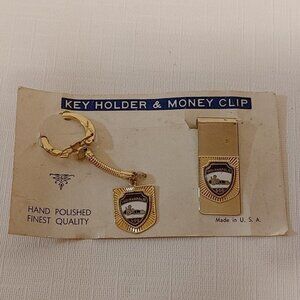 KEY HOLDER & MONEY CLIP
HAND POLISHED
FINEST QUALITY
Made in U. S. A.